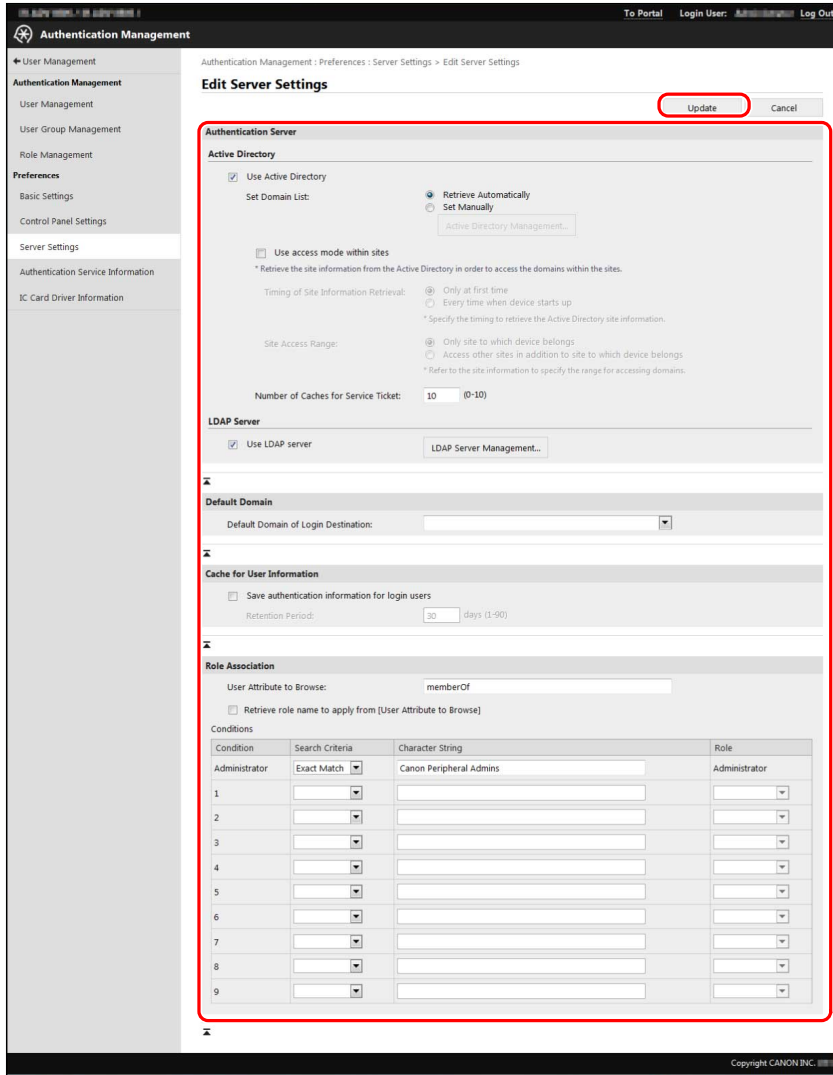 To Portal Login User: Log Out
Authentication Management
User Management
Authentication Management
User Management
User Group Management
Role Management
Preferences
Basic Settings
Control Panel Settings
Server Settings
Authentication Service Information
IC Card Driver Information
Authentication Management : Preferences : Server Settings > Edit Server Settings
Edit Server Settings
Update Cancel
Authentication Server
Active Directory
Use Active Directory
Set Domain List: Retrieve Automatically
Set Manually
Active Directory Management...
Use access mode within sites
* Retrieve the site information from the Active Directory in order to access the domains within the sites.
Timing of Site Information Retrieval: Only at first time
Every time when device starts up
* Specify the timing to retrieve the Active Directory site information.
Site Access Range: Only site to which device belongs
Access other sites in addition to site to which device belongs
* Refer to the site information to specify the range for accessing domains.
Number of Caches for Service Ticket: 10 (0-10)
LDAP Server
Use LDAP server LDAP Server Management...
Default Domain
Default Domain of Login Destination:
Cache for User Information
Save authentication information for login users
Retention Period: 30 days (1-90)
Role Association
User Attribute to Browse: memberOf
Retrieve role name to apply from [User Attribute to Browse]
Conditions
Condition Search Criteria Character String Role
Administrator Exact Match Canon Peripheral Admins Administrator
1
2
3
4
5
6
7
8
9
Copyright CANON INC.